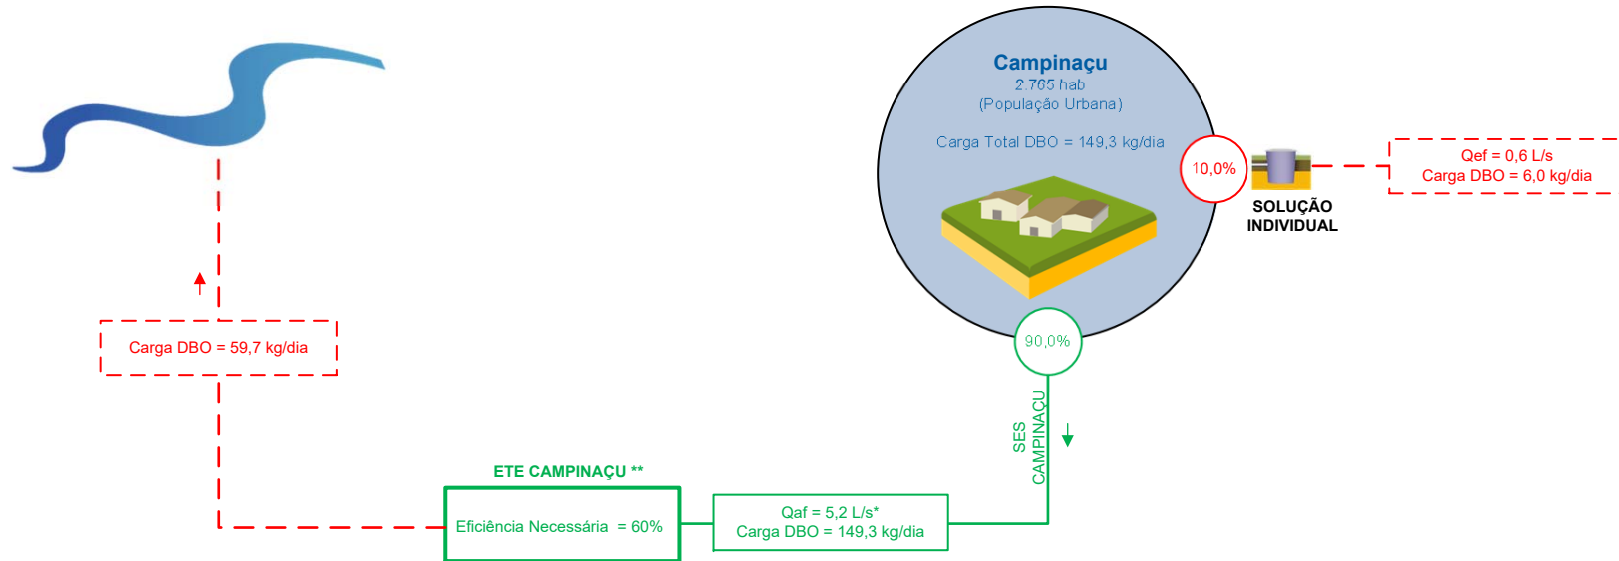 Campinaçu
2.765 hab
(População Urbana)
Carga Total DBO = 149,3 kg/dia
10,0%
SOLUÇÃO
INDIVIDUAL
Qef = 0,6 L/s
Carga DBO = 6,0 kg/dia
90,0%
SES
CAMPINAÇU
Carga DBO = 59,7 kg/dia
ETE CAMPINAÇU **
Eficiência Necessária = 60%
Qaf = 5,2 L/s*
Carga DBO = 149,3 kg/dia